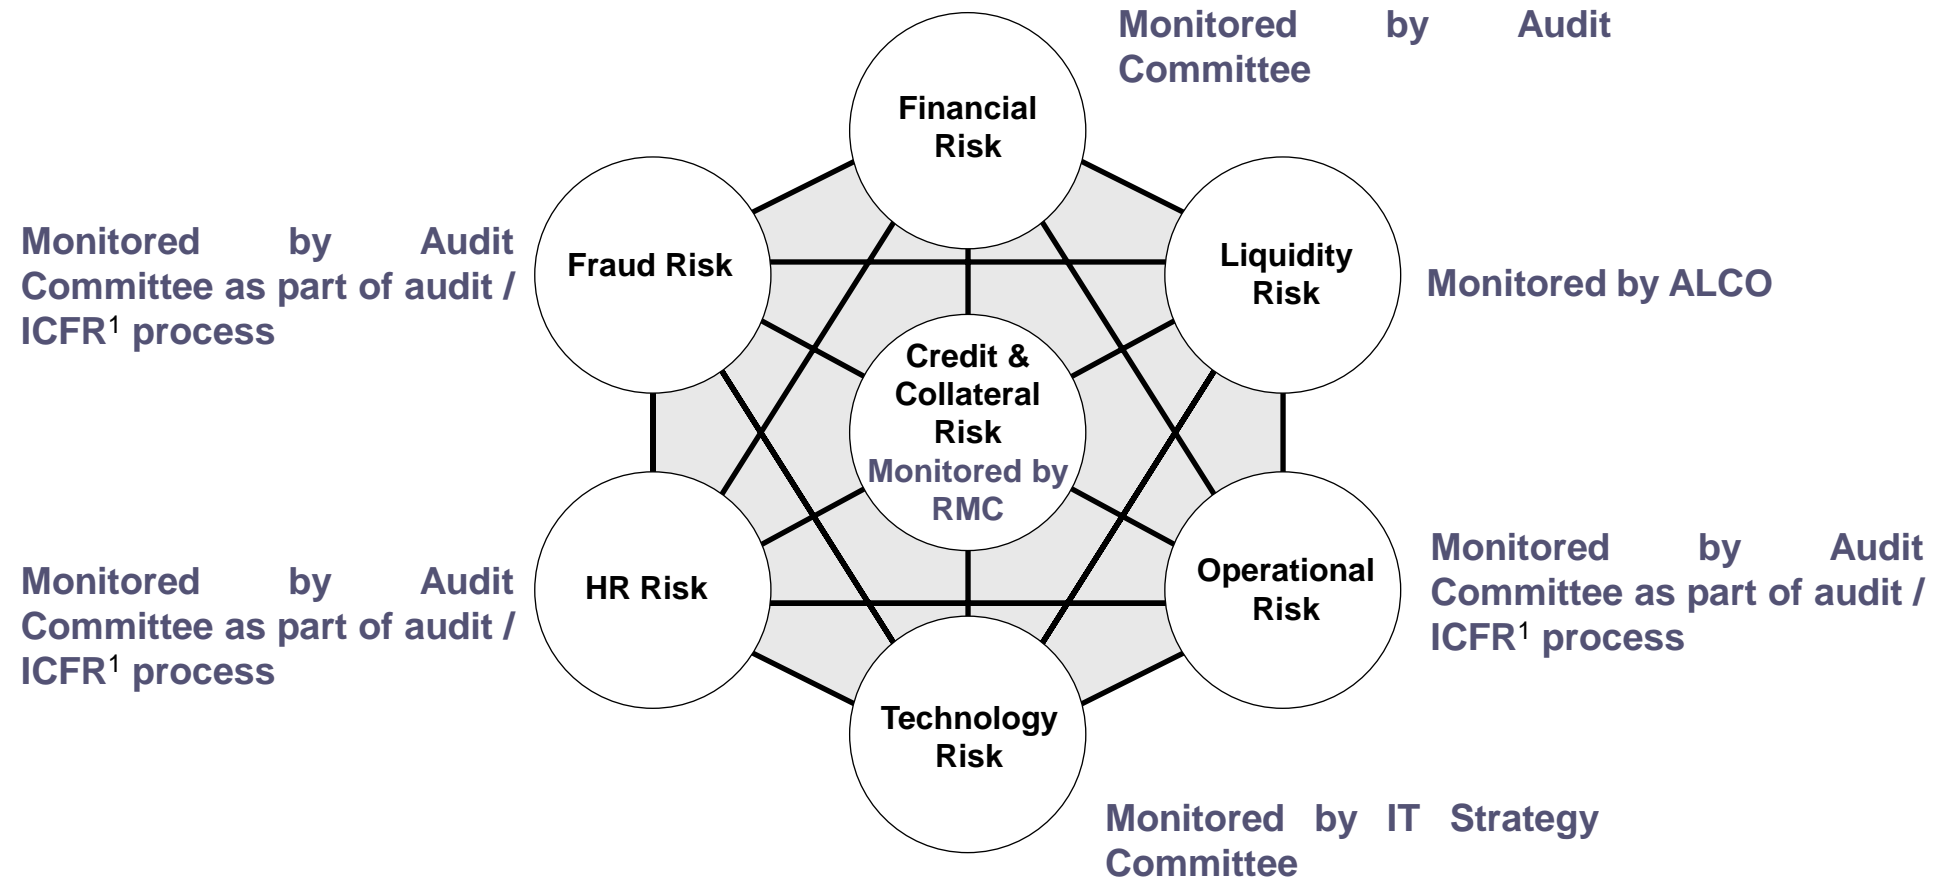 Monitored by Audit
Committee
Financial
Risk
Fraud Risk
Monitored by Audit
Committee as part of audit /
ICFR¹ process
Liquidity
Risk
Monitored by ALCO
Credit &
Collateral
Risk
Monitored by
RMC
HR Risk
Monitored by Audit
Committee as part of audit /
ICFR¹ process
Operational
Risk
Monitored by Audit
Committee as part of audit /
ICFR¹ process
Technology
Risk
Monitored by IT Strategy
Committee